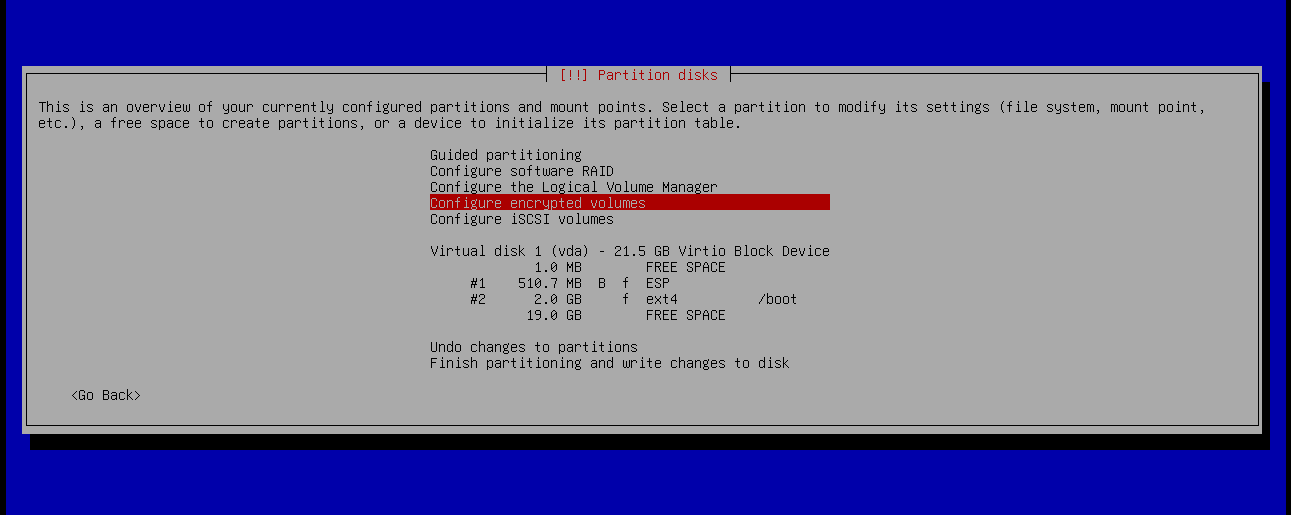 [!!] Partition disks
This is an overview of your currently configured partitions and mount points. Select a partition to modify its settings (file system, mount point,
etc.), a free space to create partitions, or a device to initialize its partition table.
Guided partitioning
Configure software RAID
Configure the Logical Volume Manager
Configure encrypted volumes
Configure iSCSI volumes
Virtual disk 1 (vda) - 21.5 GB Virtio Block Device
1.0 MB FREE SPACE
#1 510.7 MB B f ESP
#2 2.0 GB f ext4 /boot
19.0 GB FREE SPACE
Undo changes to partitions
Finish partitioning and write changes to disk
<Go Back>